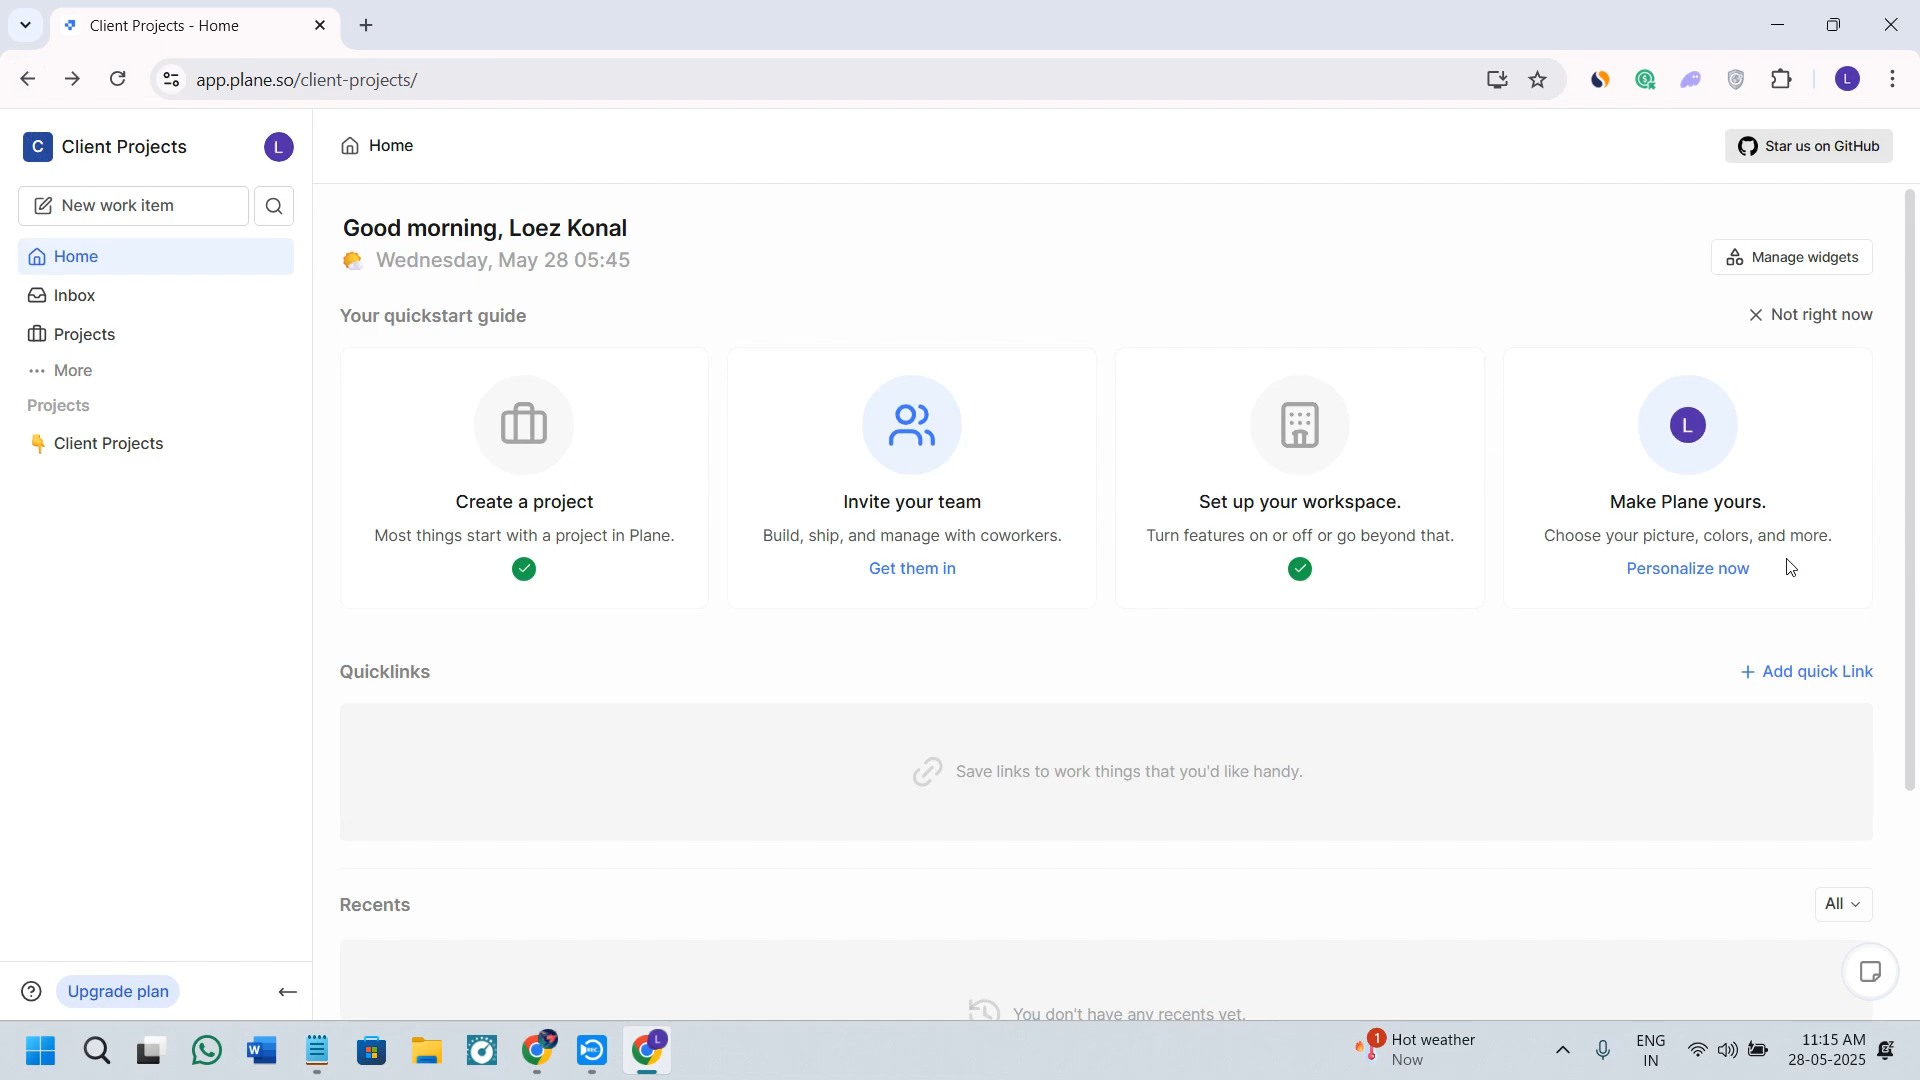 Client Projects - Home
app.plane.so/client-projects/
L
C Client Projects L
Home
Star us on GitHub
New work item
Home
Inbox
Projects
More
Projects
Client Projects
Good morning, Loez Konal
Wednesday, May 28 05:45
Manage widgets
Your quickstart guide
Not right now
Create a project
Most things start with a project in Plane.
Invite your team
Build, ship, and manage with coworkers.
Get them in
Set up your workspace.
Turn features on or off or go beyond that.
L
Make Plane yours.
Choose your picture, colors, and more.
Personalize now
Quicklinks
+ Add quick Link
Save links to work things that you'd like handy.
Recents
All
You don't have any recents yet.
Upgrade plan
REC
L
1
Hot weather
Now
ENG
IN
11:15 AM
28-05-2025